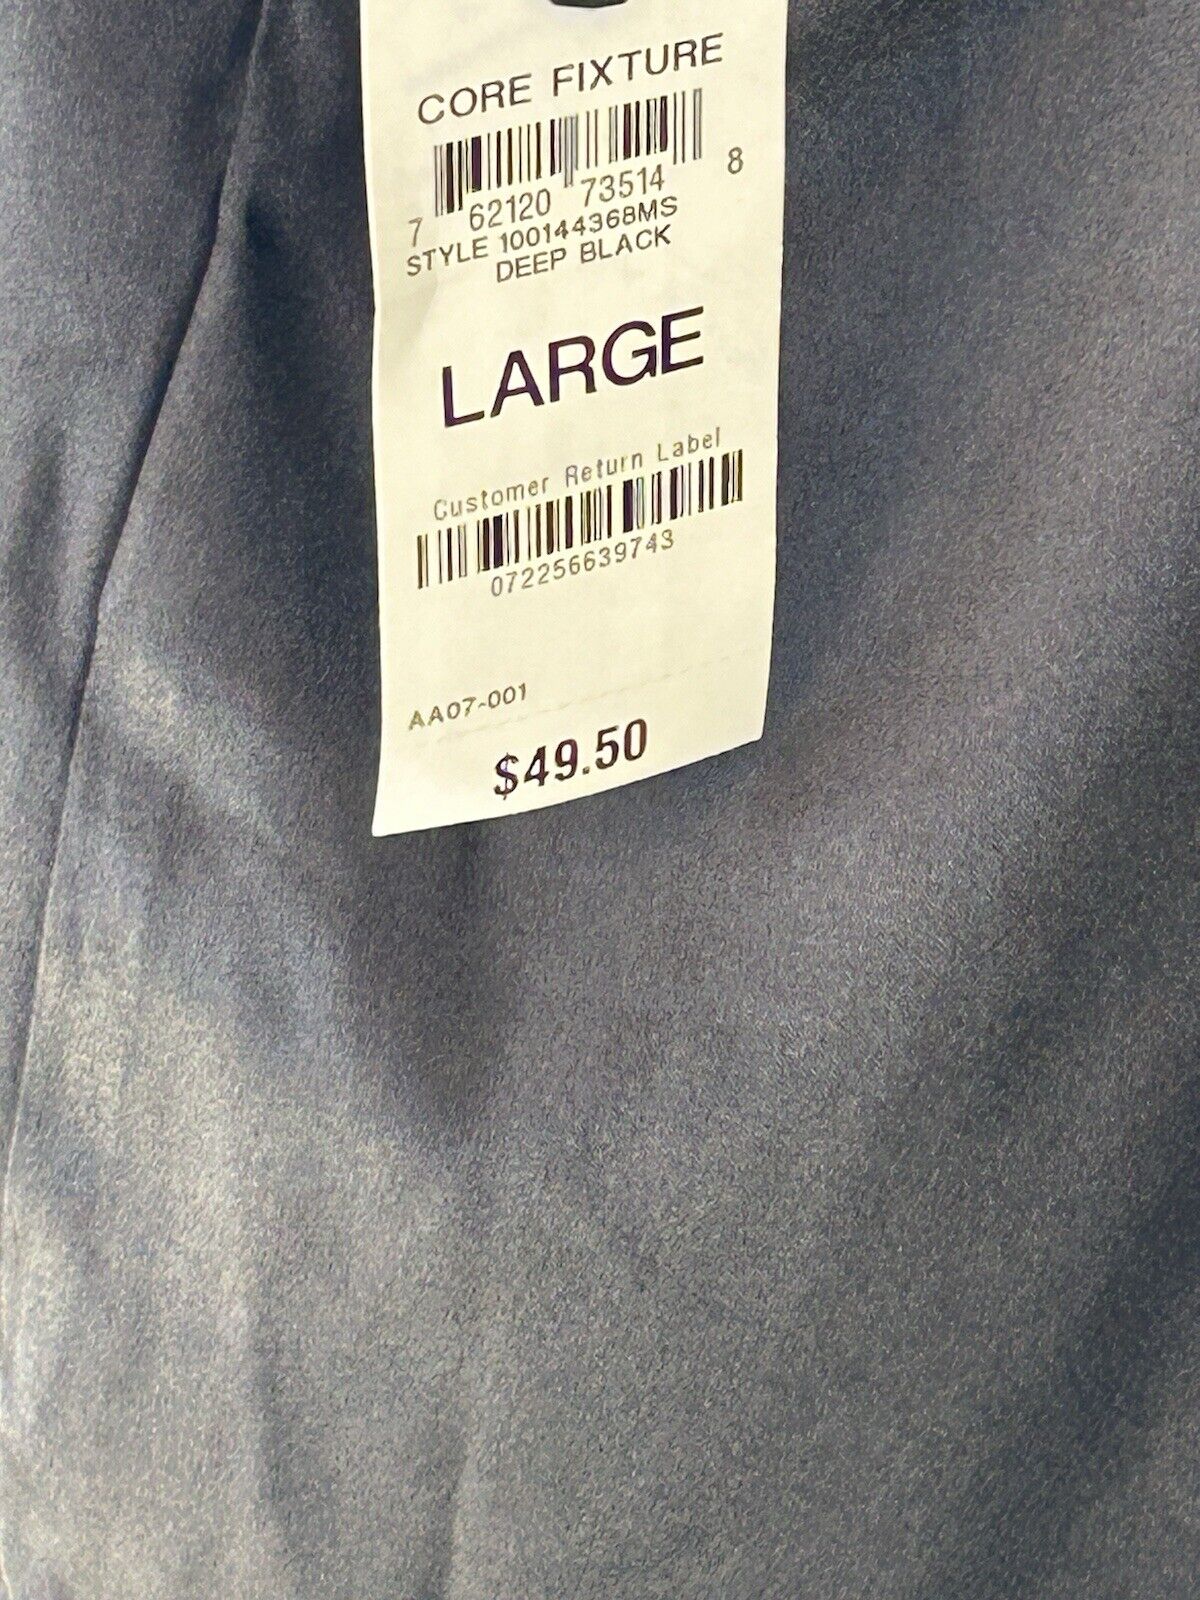 CORE FIXTURE
7 62120 73514 8
STYLE 100144368MS
DEEP BLACK
LARGE
Customer Return Label
072256639743
AA07-001
$49.50